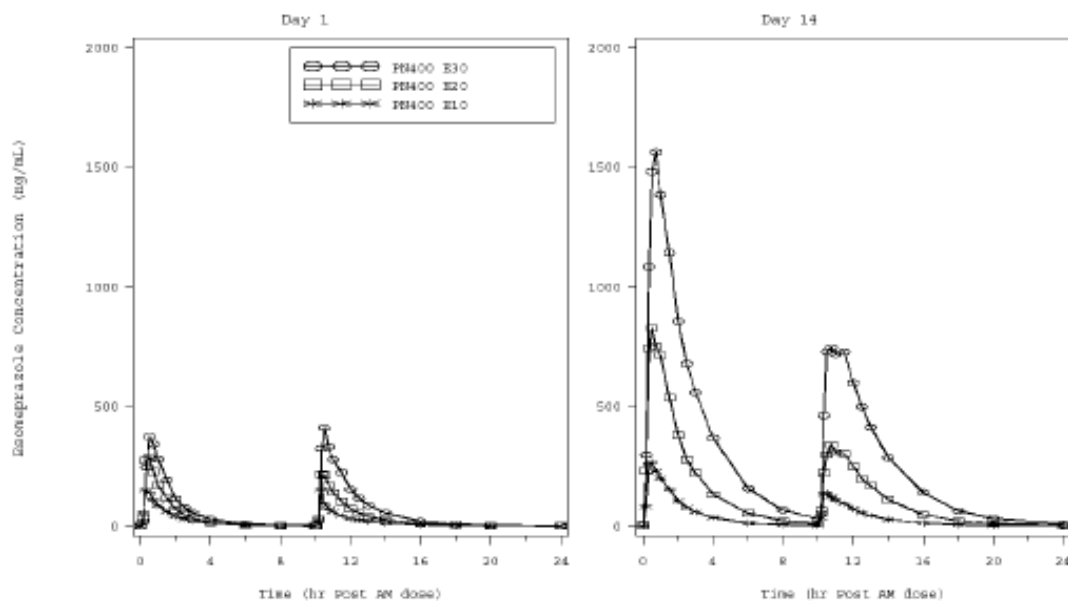 Day 1
Day 14
Esomeprazole Concentration (ng/mL)
2000
1500
1000
500
0
PN400 E30
PN400 E20
PN400 E10
0 4 8 12 16 20 24
Time (hr Post AM dose)
2000
1500
1000
500
0
0 4 8 12 16 20 24
Time (hr Post AM dose)